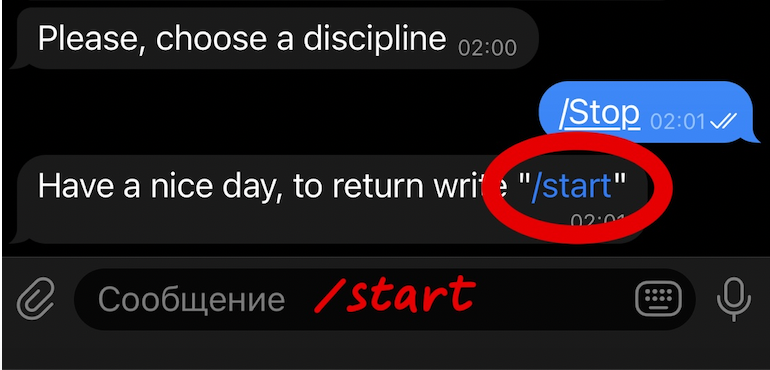 Please, choose a discipline 02:00
/Stop 02:01
Have a nice day, to return write "/start"
02:01
Сообщение /start